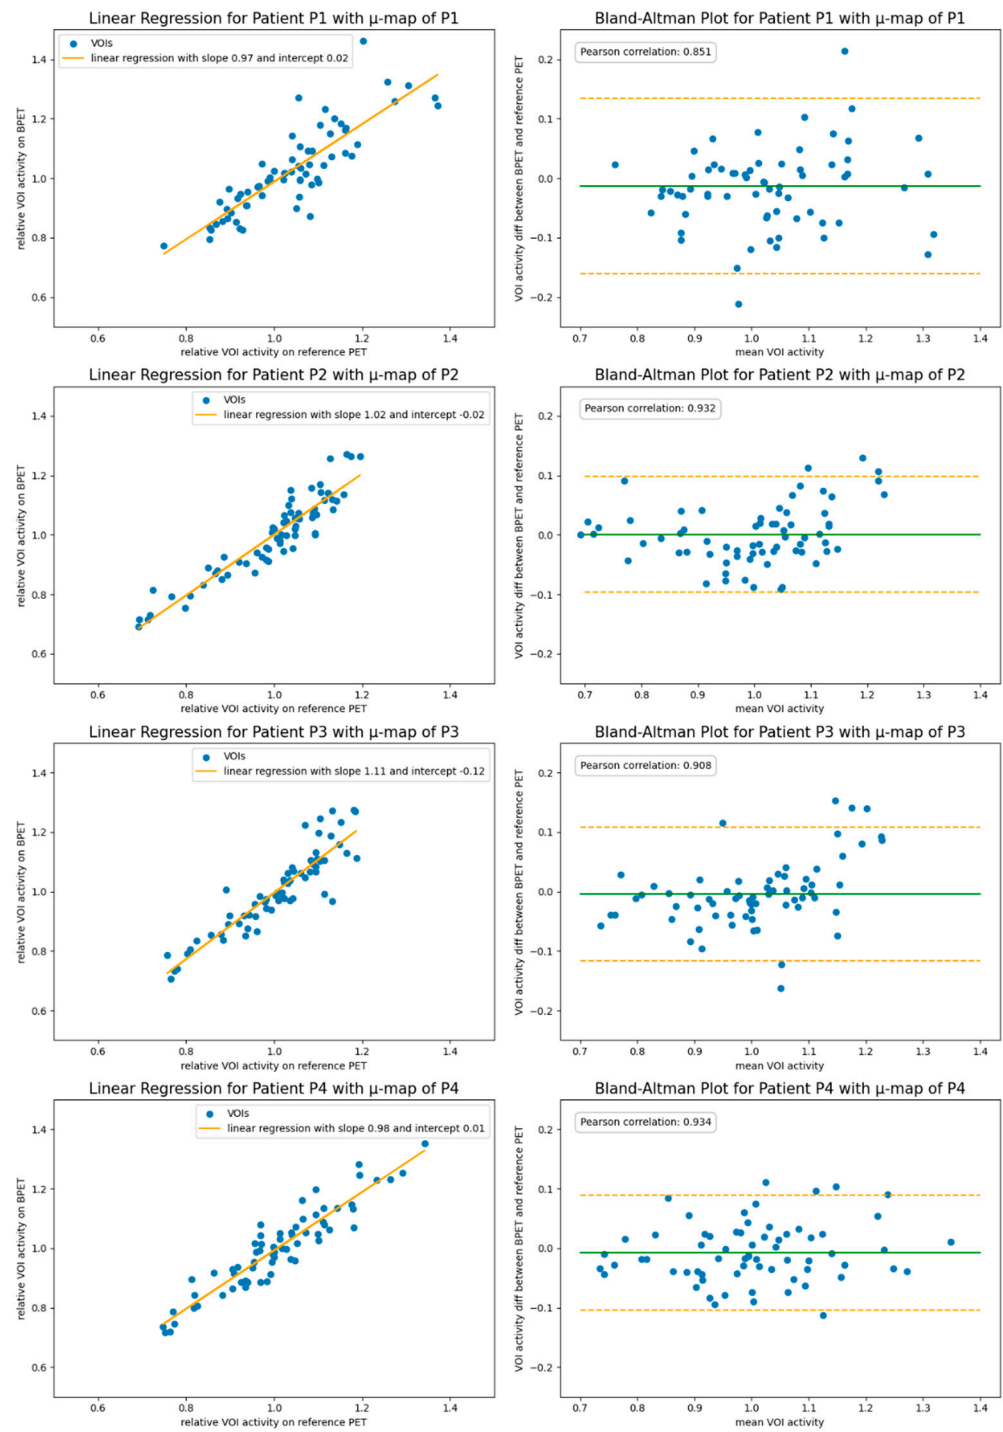 Linear Regression for Patient P1 with μ-map of P1
VOIs
linear regression with slope 0.97 and intercept 0.02
relative VOI activity on BPET
1.4
1.2
1.0
0.8
0.6
0.6 0.8 1.0 1.2 1.4
relative VOI activity on reference PET
Bland-Altman Plot for Patient P1 with μ-map of P1
Pearson correlation: 0.851
VOI activity diff between BPET and reference PET
0.2
0.1
0.0
−0.1
−0.2
0.7 0.8 0.9 1.0 1.1 1.2 1.3 1.4
mean VOI activity
Linear Regression for Patient P2 with μ-map of P2
VOIs
linear regression with slope 1.02 and intercept -0.02
relative VOI activity on BPET
1.4
1.2
1.0
0.8
0.6
0.6 0.8 1.0 1.2 1.4
relative VOI activity on reference PET
Bland-Altman Plot for Patient P2 with μ-map of P2
Pearson correlation: 0.932
VOI activity diff between BPET and reference PET
0.2
0.1
0.0
−0.1
−0.2
0.7 0.8 0.9 1.0 1.1 1.2 1.3 1.4
mean VOI activity
Linear Regression for Patient P3 with μ-map of P3
VOIs
linear regression with slope 1.11 and intercept -0.12
relative VOI activity on BPET
1.4
1.2
1.0
0.8
0.6
0.6 0.8 1.0 1.2 1.4
relative VOI activity on reference PET
Bland-Altman Plot for Patient P3 with μ-map of P3
Pearson correlation: 0.908
VOI activity diff between BPET and reference PET
0.2
0.1
0.0
−0.1
−0.2
0.7 0.8 0.9 1.0 1.1 1.2 1.3 1.4
mean VOI activity
Linear Regression for Patient P4 with μ-map of P4
VOIs
linear regression with slope 0.98 and intercept 0.01
relative VOI activity on BPET
1.4
1.2
1.0
0.8
0.6
0.6 0.8 1.0 1.2 1.4
relative VOI activity on reference PET
Bland-Altman Plot for Patient P4 with μ-map of P4
Pearson correlation: 0.934
VOI activity diff between BPET and reference PET
0.2
0.1
0.0
−0.1
−0.2
0.7 0.8 0.9 1.0 1.1 1.2 1.3 1.4
mean VOI activity